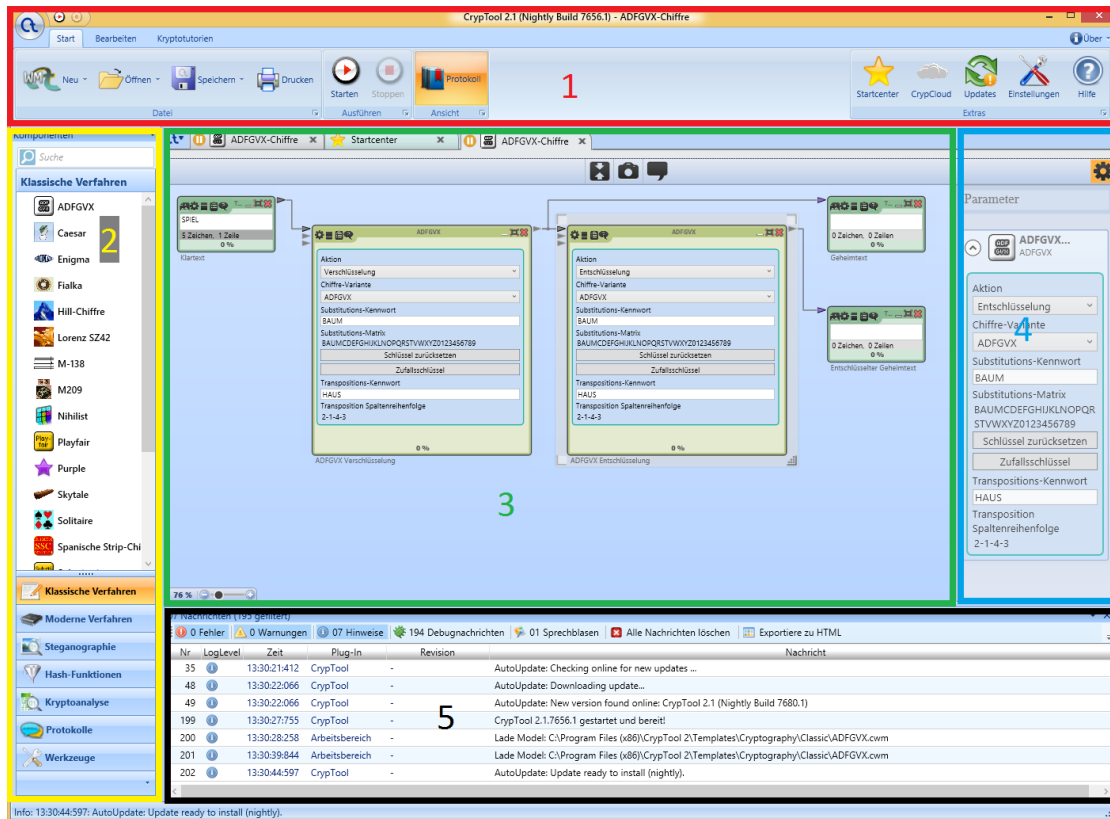 CrypTool 2.1 (Nightly Build 7656.1) - ADFGVX-Chiffre
Start Bearbeiten Kryptotutorien
Über
Neu Öffnen Speichern Drucken
Starten Stoppen
Protokoll
1
Startcenter CrypCloud Updates Einstellungen Hilfe
Datei Ausführen Ansicht Extras
Komponenten
Suche
Klassische Verfahren
ADFGVX
2
Caesar
Enigma
Fialka
Hill-Chiffre
Lorenz SZ42
M-138
M209
Nihilist
Playfair
Purple
Skytale
Solitaire
Spanische Strip-Chi
Klassische Verfahren
Moderne Verfahren
Steganographie
Hash-Funktionen
Kryptoanalyse
Protokolle
Werkzeuge
ADFGVX-Chiffre
Startcenter
ADFGVX-Chiffre
SPIEL
5 Zeichen, 1 Zeile
0 %
Klartext
ADFGVX
Aktion
Verschlüsselung
Chiffre-Variante
ADFGVX
Substitutions-Kennwort
BAUM
Substitutions-Matrix
BAUMCDEFGHIJKLNOPQRSTVWXYZ0123456789
Schlüssel zurücksetzen
Zufallsschlüssel
Transpositions-Kennwort
HAUS
Transposition Spaltenreihenfolge
2-1-4-3
0 %
ADFGVX Verschlüsselung
ADFGVX
Aktion
Entschlüsselung
Chiffre-Variante
ADFGVX
Substitutions-Kennwort
BAUM
Substitutions-Matrix
BAUMCDEFGHIJKLNOPQRSTVWXYZ0123456789
Schlüssel zurücksetzen
Zufallsschlüssel
Transpositions-Kennwort
HAUS
Transposition Spaltenreihenfolge
2-1-4-3
0 %
ADFGVX Entschlüsselung
0 Zeichen, 0 Zeilen
0 %
Geheimtext
0 Zeichen, 0 Zeilen
0 %
Entschlüsselter Geheimtest
3
76 %
Parameter
ADFGVX...
ADFGVX
Aktion
Entschlüsselung
Chiffre-Variante
4
ADFGVX
Substitutions-Kennwort
BAUM
Substitutions-Matrix
BAUMCDEFGHIJKLNOPQR
STVWXYZ0123456789
Schlüssel zurücksetzen
Zufallsschlüssel
Transpositions-Kennwort
HAUS
Transposition
Spaltenreihenfolge
2-1-4-3
Nachrichten (195 gefiltert)
0 Fehler 0 Warnungen 07 Hinweise 194 Debugnachrichten 01 Sprechblasen Alle Nachrichten löschen Exportiere zu HTML
Nr LogLevel Zeit Plug-In Revision Nachricht
35 13:30:21:412 CrypTool - AutoUpdate: Checking online for new updates ...
48 13:30:22:066 CrypTool - AutoUpdate: Downloading update...
49 13:30:22:066 CrypTool - AutoUpdate: New version found online: CrypTool 2.1 (Nightly Build 7680.1)
5
199 13:30:27:755 CrypTool - CrypTool 2.1.7656.1 gestartet und bereit!
200 13:30:28:258 Arbeitsbereich - Lade Model: C:\Program Files (x86)\CrypTool 2\Templates\Cryptography\Classic\ADFGVX.cwm
201 13:30:39:844 Arbeitsbereich - Lade Model: C:\Program Files (x86)\CrypTool 2\Templates\Cryptography\Classic\ADFGVX.cwm
202 13:30:44:597 CrypTool - AutoUpdate: Update ready to install (nightly).
Info: 13:30:44:597: AutoUpdate: Update ready to install (nightly).